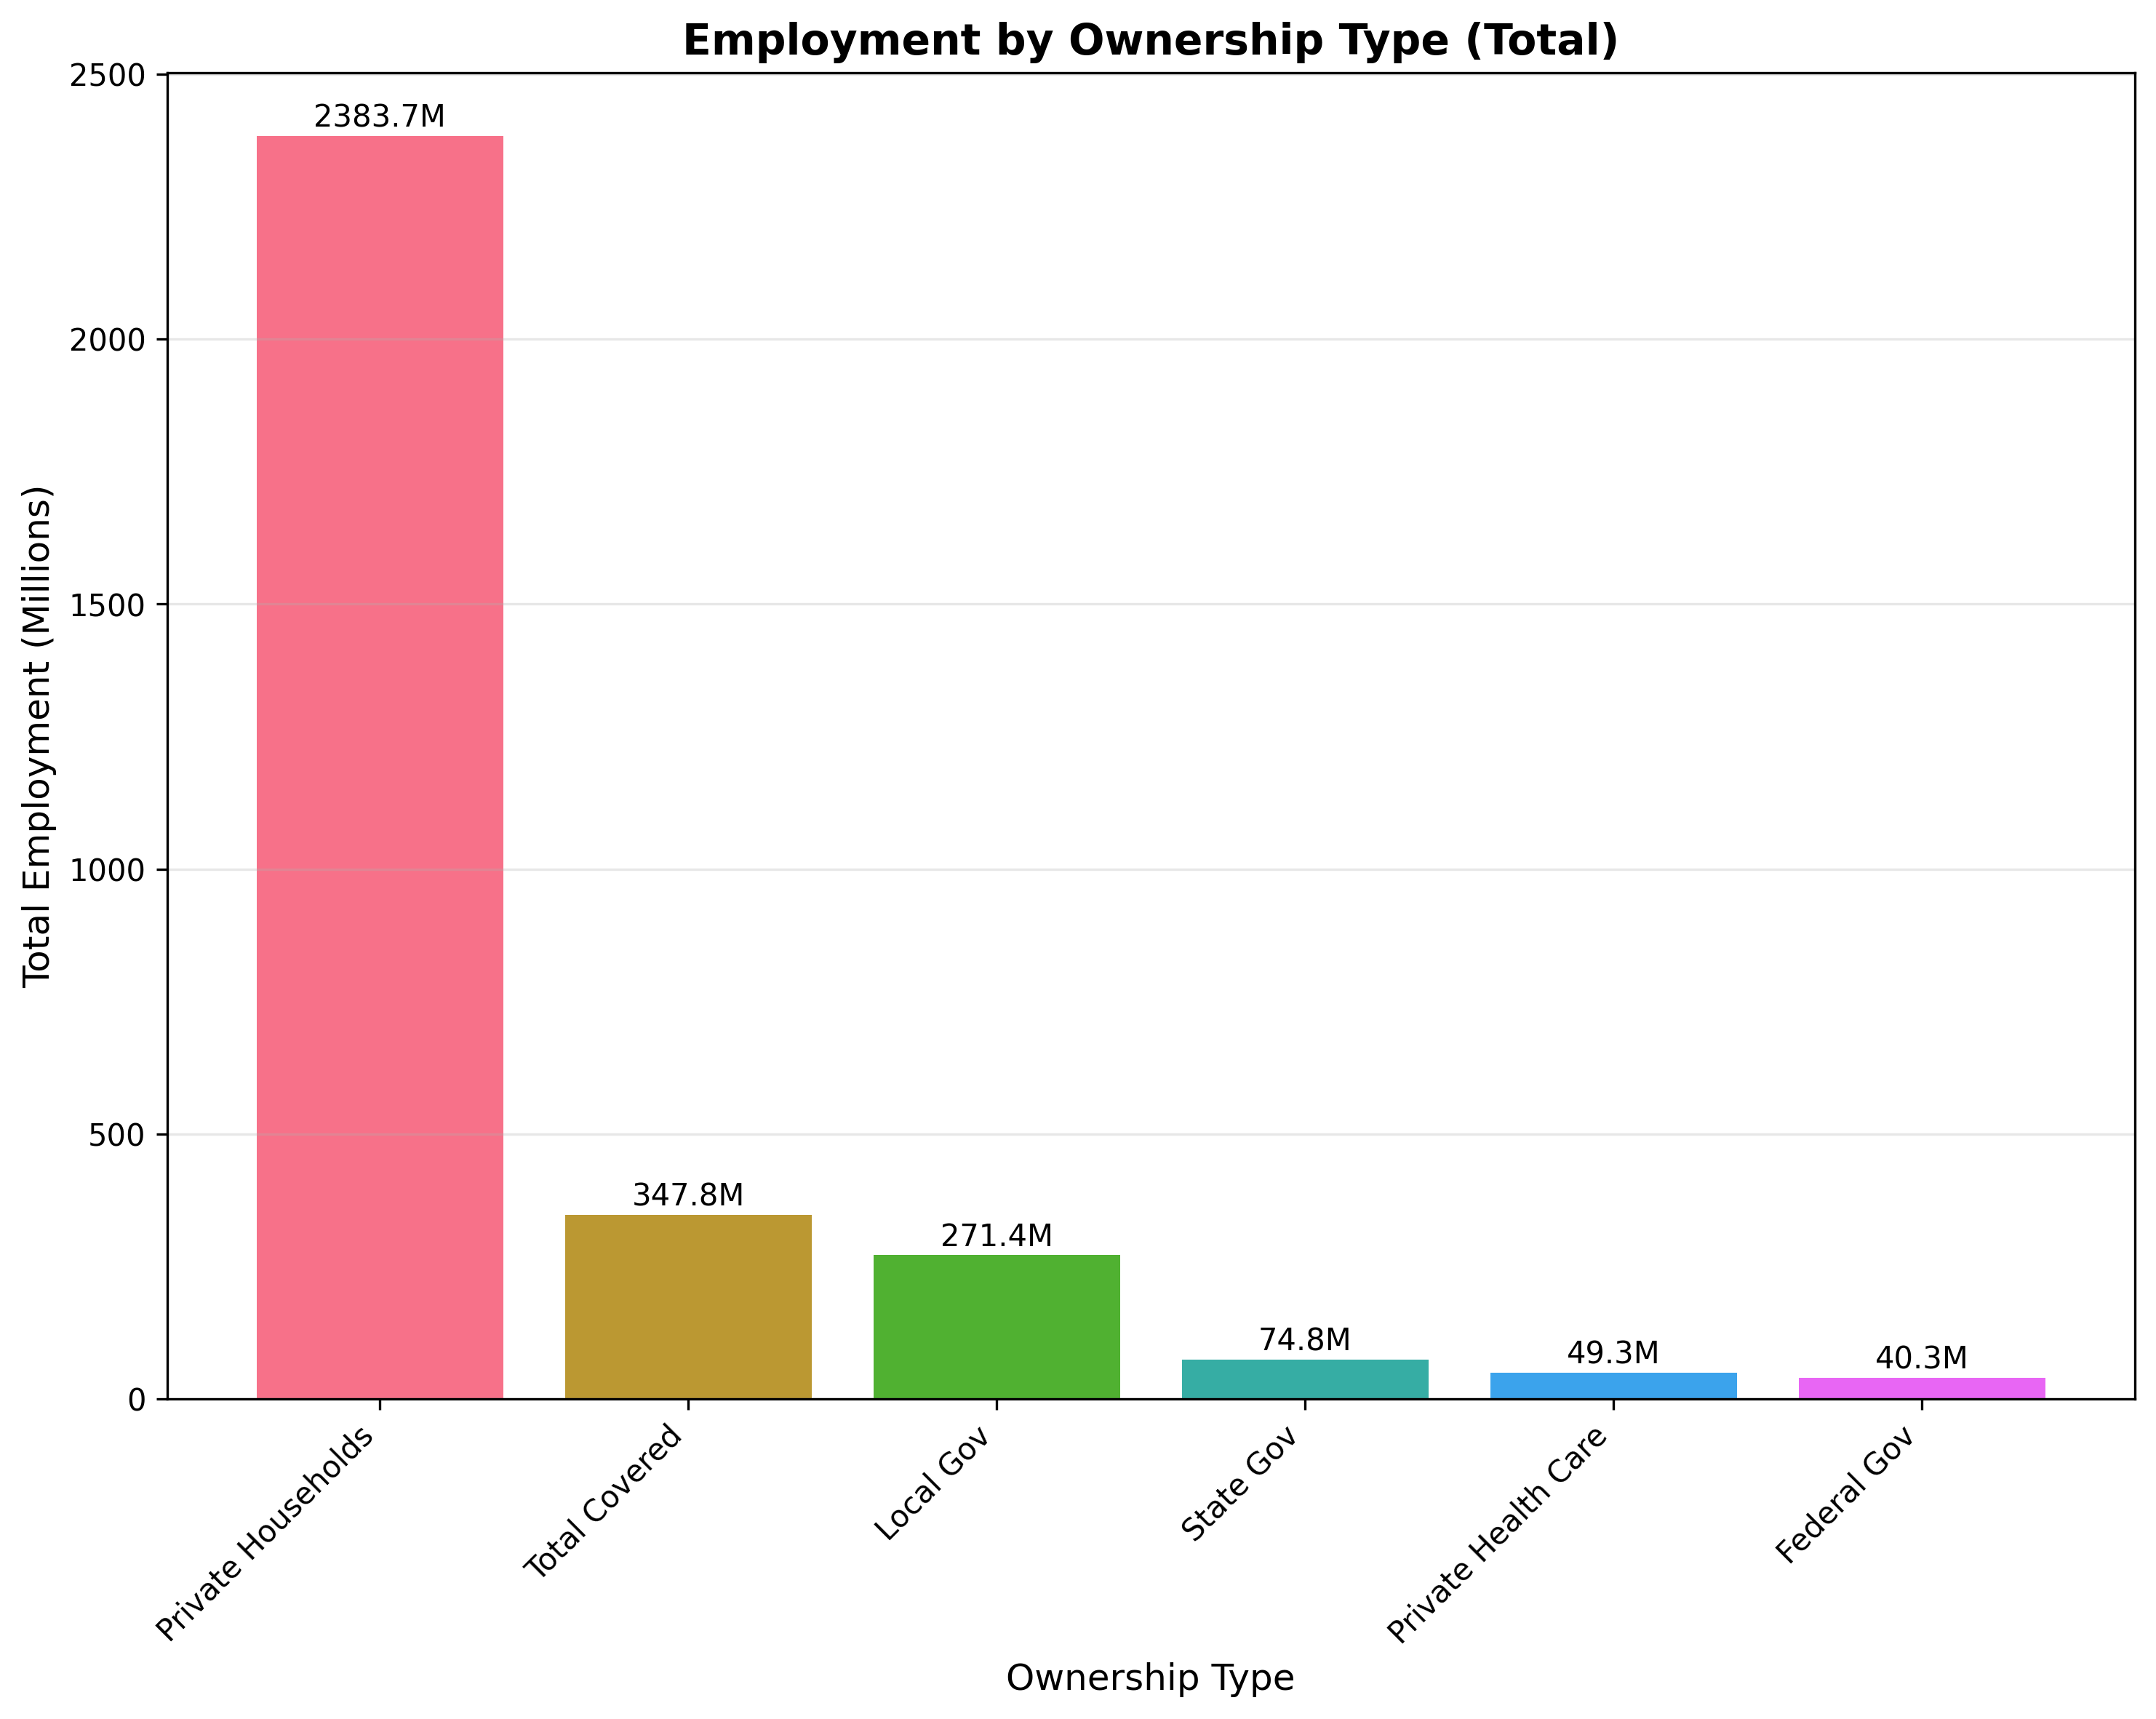 Employment by Ownership Type (Total)
Total Employment (Millions)
2500
2000
1500
1000
500
0
2383.7M
347.8M
271.4M
74.8M
49.3M
40.3M
Private Households
Total Covered
Local Gov
State Gov
Private Health Care
Federal Gov
Ownership Type